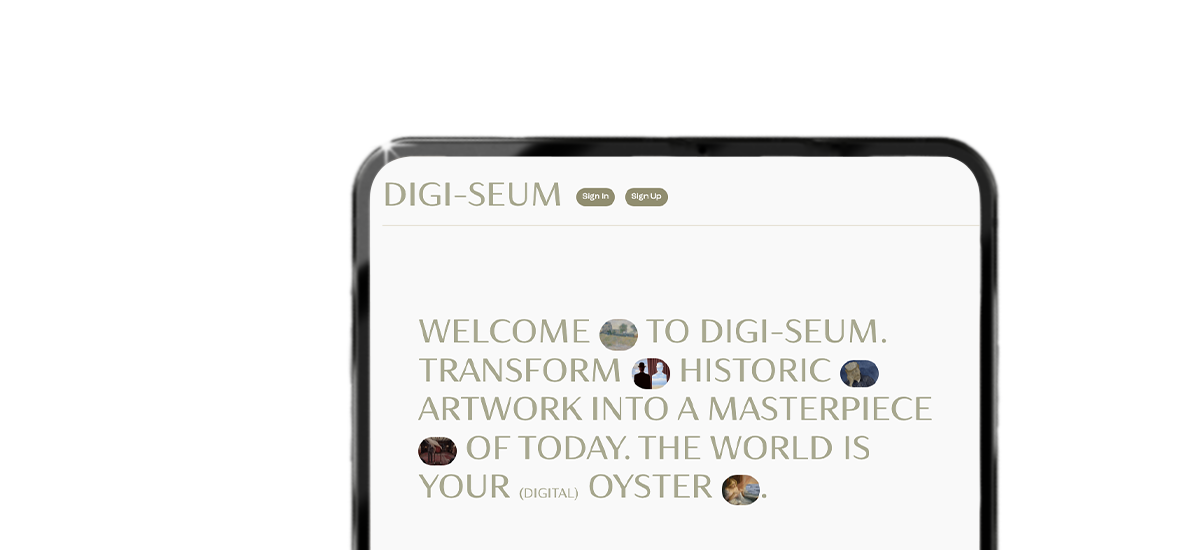 DIGI-SEUM Sign In Sign Up
WELCOME TO DIGI-SEUM.
TRANSFORM HISTORIC
ARTWORK INTO A MASTERPIECE
OF TODAY. THE WORLD IS
YOUR (DIGITAL) OYSTER .